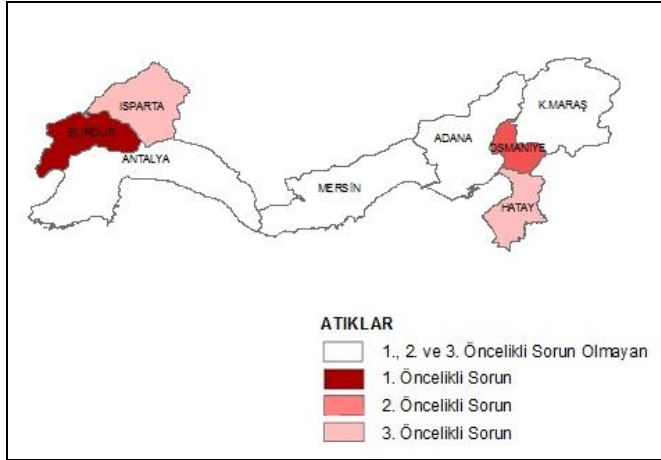 ISPARTA
BURDUR
ANTALYA
MERSİN
ADANA
K.MARAŞ
OSMANİYE
HATAY
ATIKLAR
1., 2. ve 3. Öncelikli Sorun Olmayan
1. Öncelikli Sorun
2. Öncelikli Sorun
3. Öncelikli Sorun